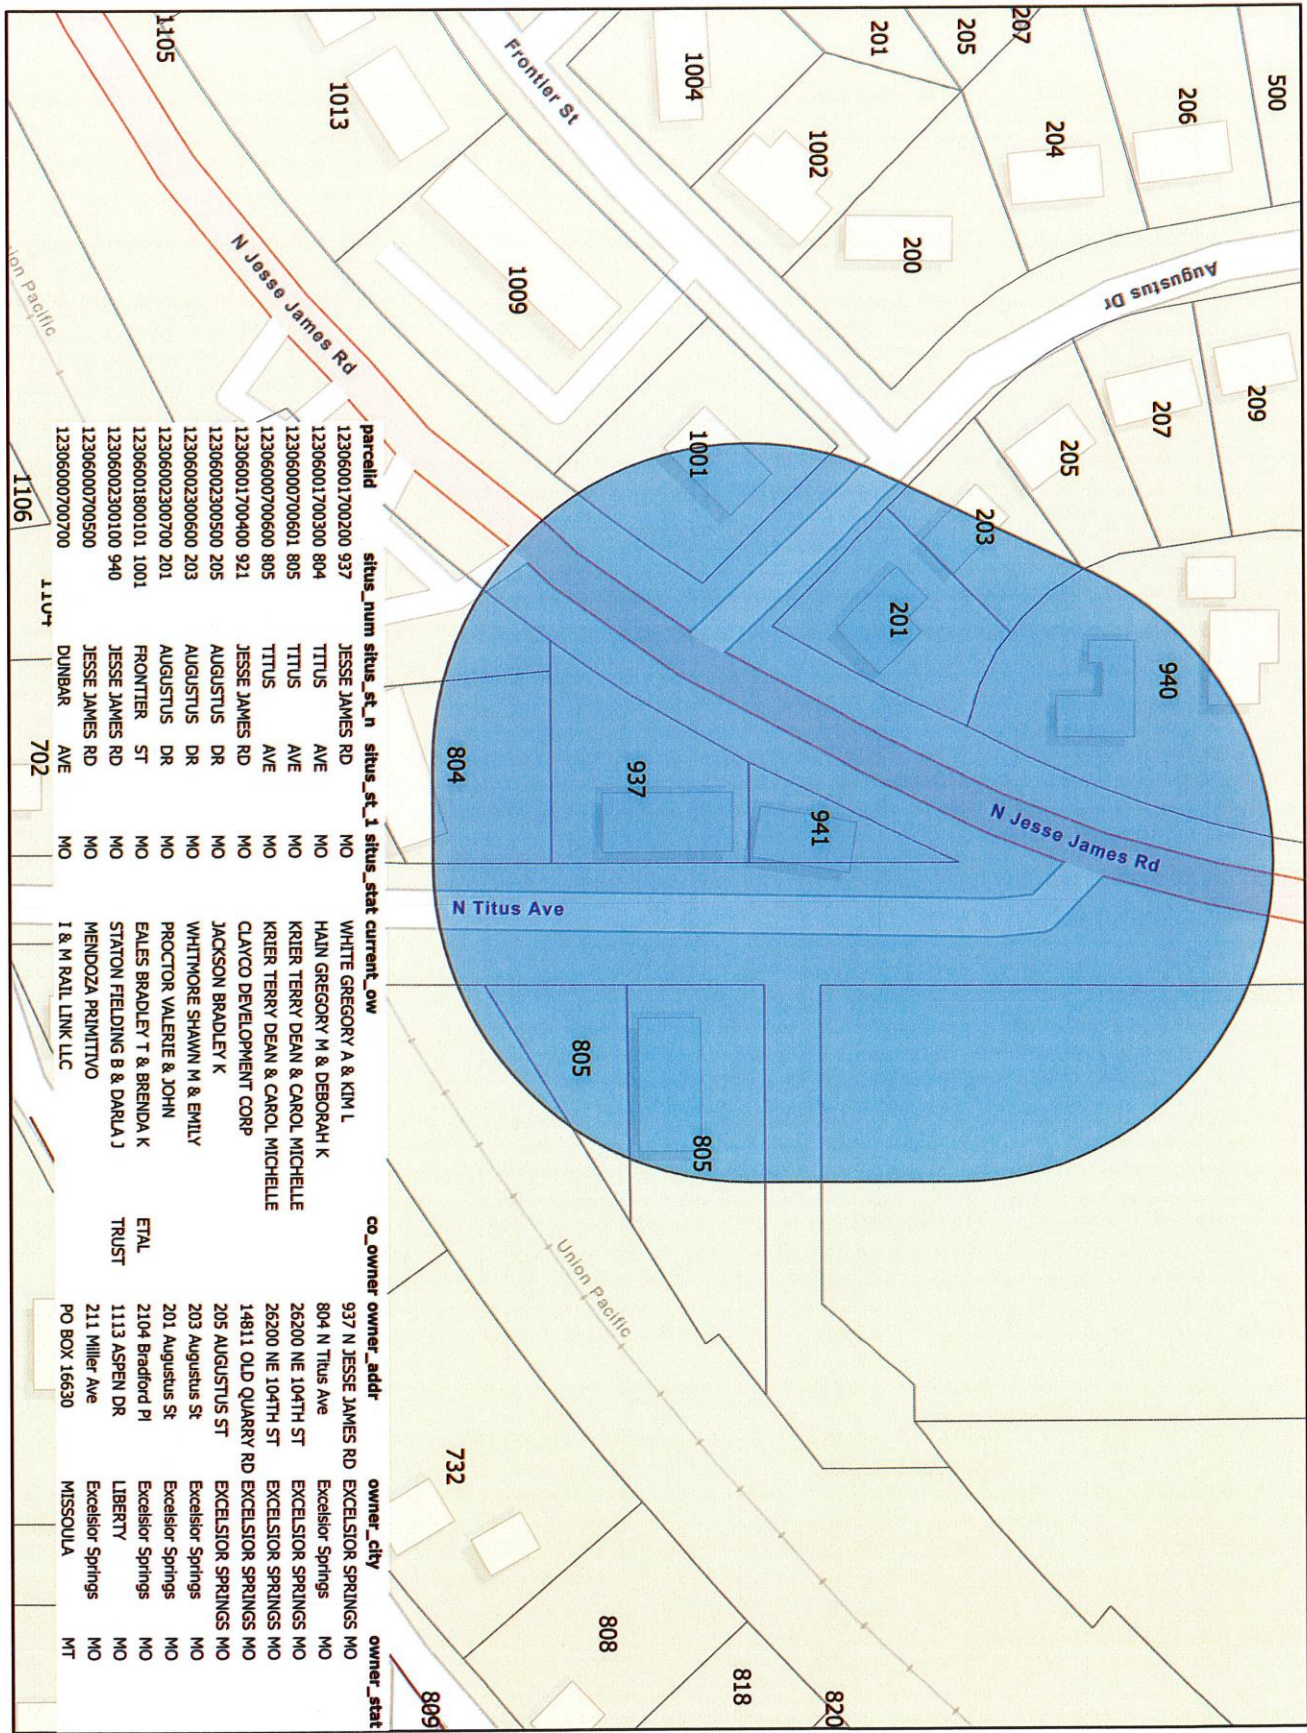 500
206
204
207
205
201
1004
1002
200
Frontier St
Augustus Dr
209
207
205
203
201
1001
1009
1013
1105
N Jesse James Rd
Union Pacific
940
941
937
804
N Jesse James Rd
N Titus Ave
805
805
Union Pacific
732
808
818
820
809
702
1104
1106
parcelid situs_num situs_st_n situs_st_1 situs_stat current_ow co_owner owner_addr owner_city owner_stat
12306001700200 937 JESSE JAMES RD MO WHITE GREGORY A & KIM L 937 N JESSE JAMES RD EXCELSIOR SPRINGS MO
12306001700300 804 TITUS AVE MO HAIN GREGORY M & DEBORAH K 804 N Titus Ave Excelsior Springs MO
12306000700601 805 TITUS AVE MO KRIER TERRY DEAN & CAROL MICHELLE 26200 NE 104TH ST EXCELSIOR SPRINGS MO
12306000700600 805 TITUS AVE MO KRIER TERRY DEAN & CAROL MICHELLE 26200 NE 104TH ST EXCELSIOR SPRINGS MO
12306001700400 921 JESSE JAMES RD MO CLAYCO DEVELOPMENT CORP 14811 OLD QUARRY RD EXCELSIOR SPRINGS MO
12306002300500 205 AUGUSTUS DR MO JACKSON BRADLEY K 205 AUGUSTUS ST EXCELSIOR SPRINGS MO
12306002300600 203 AUGUSTUS DR MO WHITMORE SHAWN M & EMILY 203 Augustus St Excelsior Springs MO
12306002300700 201 AUGUSTUS DR MO PROCTOR VALERIE & JOHN 201 Augustus St Excelsior Springs MO
12306001800101 1001 FRONTIER ST MO EALES BRADLEY T & BRENDA K ETAL 2104 Bradford Pl Excelsior Springs MO
12306002300100 940 JESSE JAMES RD MO STATON FIELDING B & DARLA J TRUST 1113 ASPEN DR LIBERTY MO
12306000700500 JESSE JAMES RD MO MENDOZA PRIMITIVO 211 Miller Ave Excelsior Springs MO
12306000700700 DUNBAR AVE MO I & M RAIL LINK LLC PO BOX 16630 MISSOULA MT